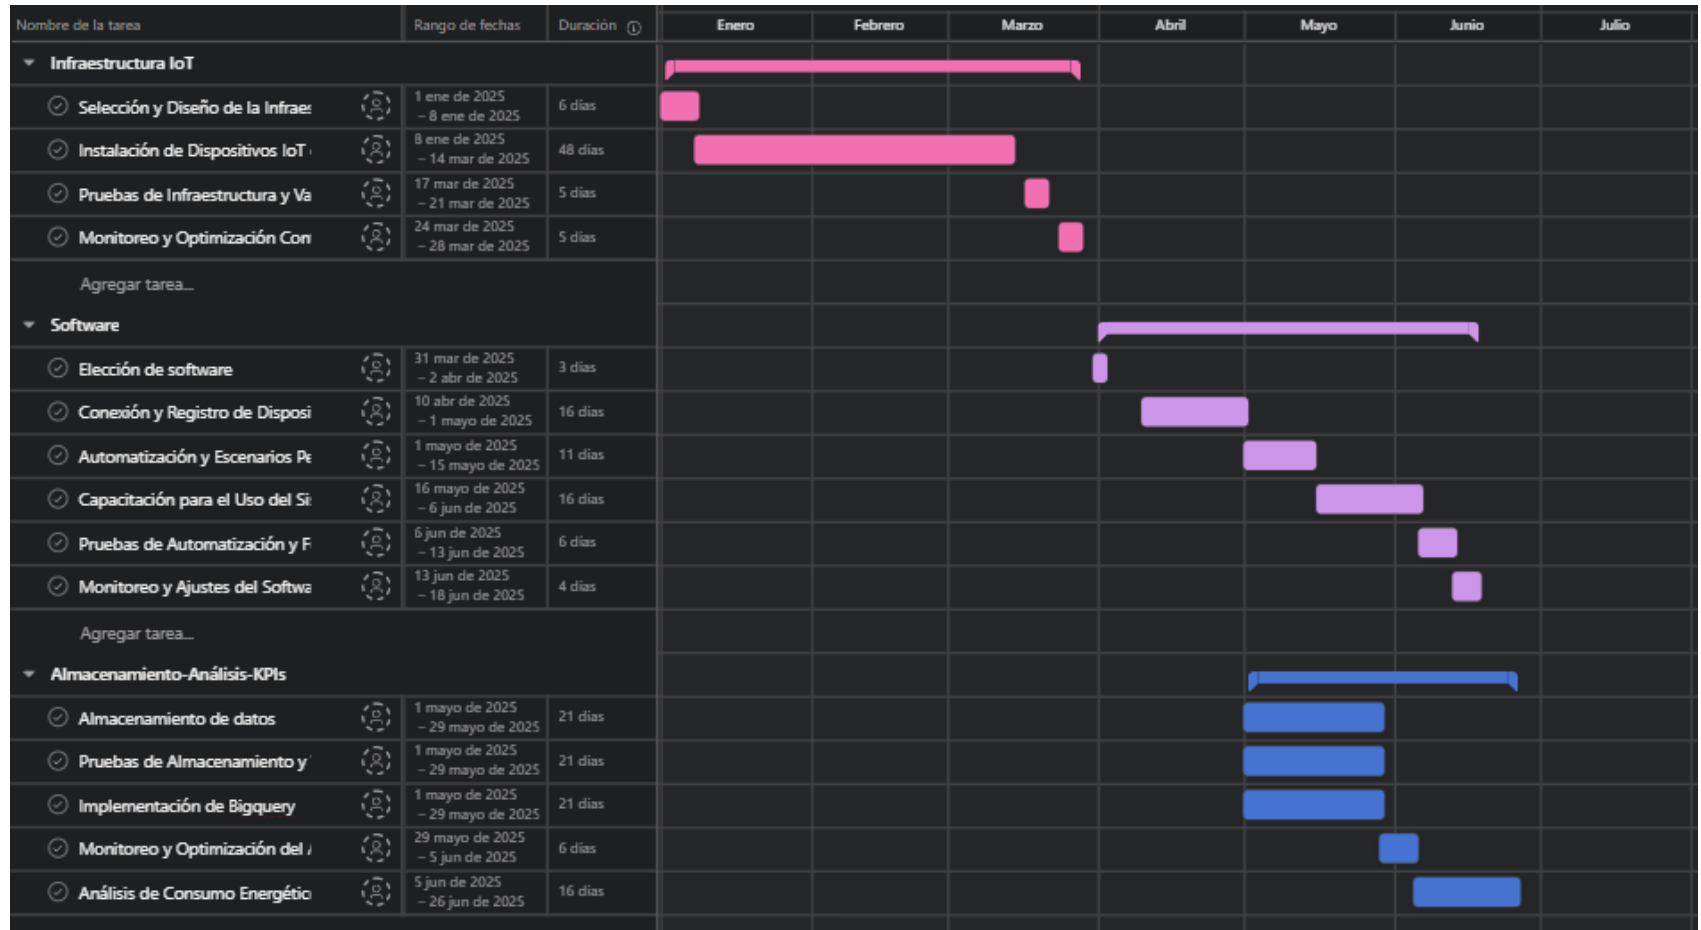 Nombre de la tarea Rango de fechas Duración Enero Febrero Marzo Abril Mayo Junio Julio
Infraestructura IoT
Selección y Diseño de la Infraes 1 ene de 2025 – 8 ene de 2025 6 días
Instalación de Dispositivos IoT 8 ene de 2025 – 14 mar de 2025 48 días
Pruebas de Infraestructura y Va 17 mar de 2025 – 21 mar de 2025 5 días
Monitoreo y Optimización Con 24 mar de 2025 – 28 mar de 2025 5 días
Agregar tarea...
Software
Elección de software 31 mar de 2025 – 2 abr de 2025 3 días
Conexión y Registro de Disposi 10 abr de 2025 – 1 mayo de 2025 16 días
Automatización y Escenarios Pe 1 mayo de 2025 – 15 mayo de 2025 11 días
Capacitación para el Uso del Si 16 mayo de 2025 – 6 jun de 2025 16 días
Pruebas de Automatización y F 6 jun de 2025 – 13 jun de 2025 6 días
Monitoreo y Ajustes del Softwa 13 jun de 2025 – 18 jun de 2025 4 días
Agregar tarea...
Almacenamiento-Análisis-KPIs
Almacenamiento de datos 1 mayo de 2025 – 29 mayo de 2025 21 días
Pruebas de Almacenamiento y 1 mayo de 2025 – 29 mayo de 2025 21 días
Implementación de Bigquery 1 mayo de 2025 – 29 mayo de 2025 21 días
Monitoreo y Optimización del 29 mayo de 2025 – 5 jun de 2025 6 días
Análisis de Consumo Energétic 5 jun de 2025 – 26 jun de 2025 16 días